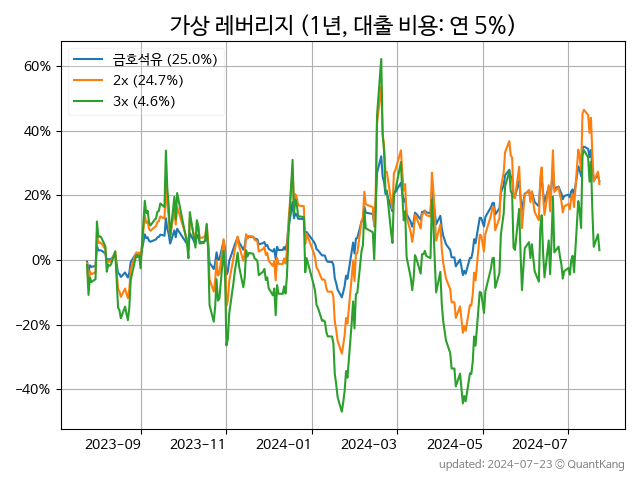 가상 레버리지 (1년, 대출 비용: 연 5%)
금호석유 (25.0%)
2x (24.7%)
3x (4.6%)
60%
40%
20%
0%
−20%
−40%
2023-09 2023-11 2024-01 2024-03 2024-05 2024-07
updated: 2024-07-23 © QuantKang